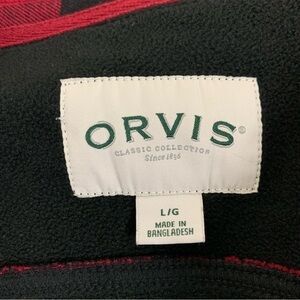 ORVIS®
CLASSIC COLLECTION
Since 1856
L/G
MADE IN
BANGLADESH